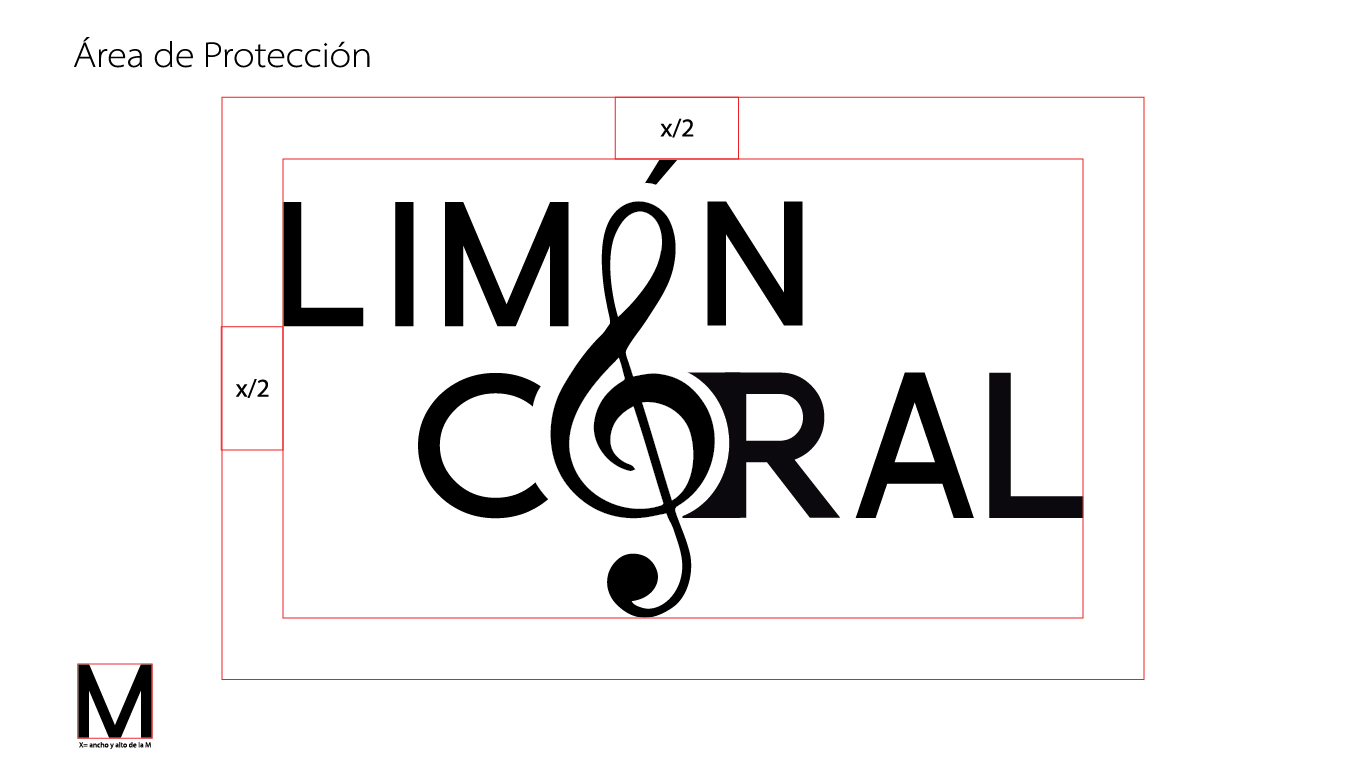 Área de Protección
x/2
LIMÓN
x/2
CORAL
M
X= ancho y alto de la M